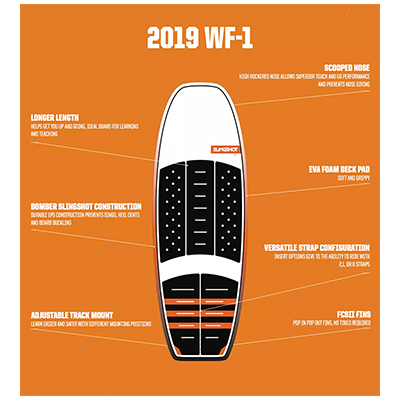 2019 WF-1
SCOOPED NOSE
HIGH ROCKERED NOSE ALLOWS SUPERIOR TOUCH AND GO PERFORMANCE
AND PREVENTS NOSE DIVING
LONGER LENGTH
HELPS GET YOU UP AND GOING, IDEAL BOARD FOR LEARNING
AND TEACHING
SLINGSHOT
EVA FOAM DECK PAD
SOFT AND GRIPPY
BOMBER SLINGSHOT CONSTRUCTION
DURABLE EPS CONSTRUCTION PREVENTS DINGS, HEEL DENTS
AND BOARD BUCKLING
VERSATILE STRAP CONFIGURATION
INSERT OPTIONS GIVE TO THE ABILITY TO RIDE WITH
2,1, OR 0 STRAPS
ADJUSTABLE TRACK MOUNT
LEARN EASIER AND SAFER WITH DIFFERENT MOUNTING POSITIONS
FCSII FINS
POP IN POP OUT FINS, NO TOOLS REQUIRED